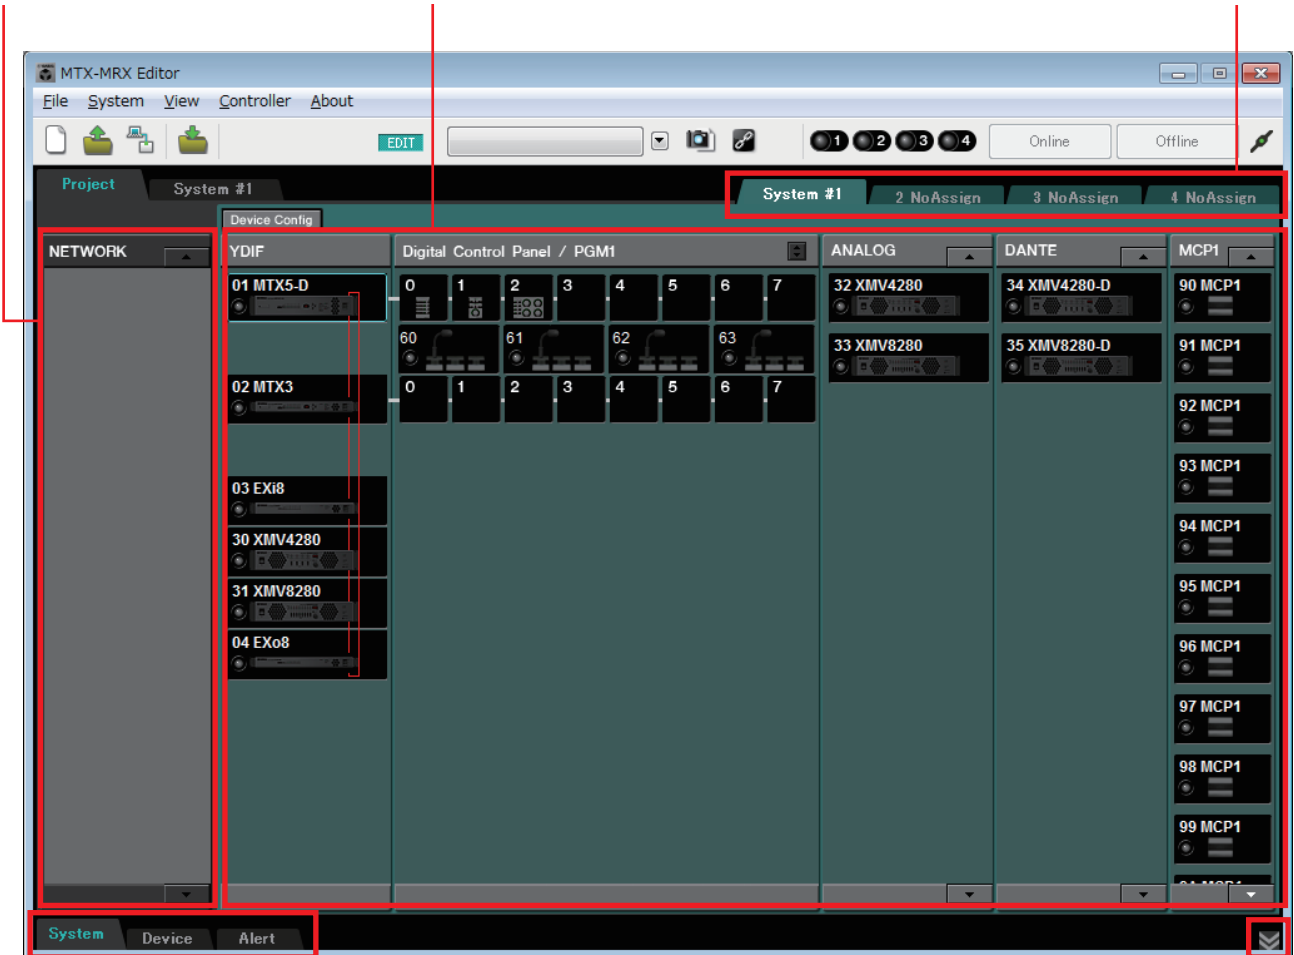 MTX-MRX Editor
File System View Controller About
EDIT 1 2 3 4 Online Offline
Project System #1 System #1 2 NoAssign 3 NoAssign 4 NoAssign
Device Config
NETWORK YDIF Digital Control Panel / PGM1 ANALOG DANTE MCP1
01 MTX5-D 0 1 2 3 4 5 6 7 32 XMV4280 34 XMV4280-D 90 MCP1
60 61 62 63 33 XMV8280 35 XMV8280-D 91 MCP1
02 MTX3 0 1 2 3 4 5 6 7
92 MCP1
93 MCP1
03 EXi8
94 MCP1
30 XMV4280
95 MCP1
31 XMV8280
04 EXo8 96 MCP1
97 MCP1
98 MCP1
99 MCP1
System Device Alert